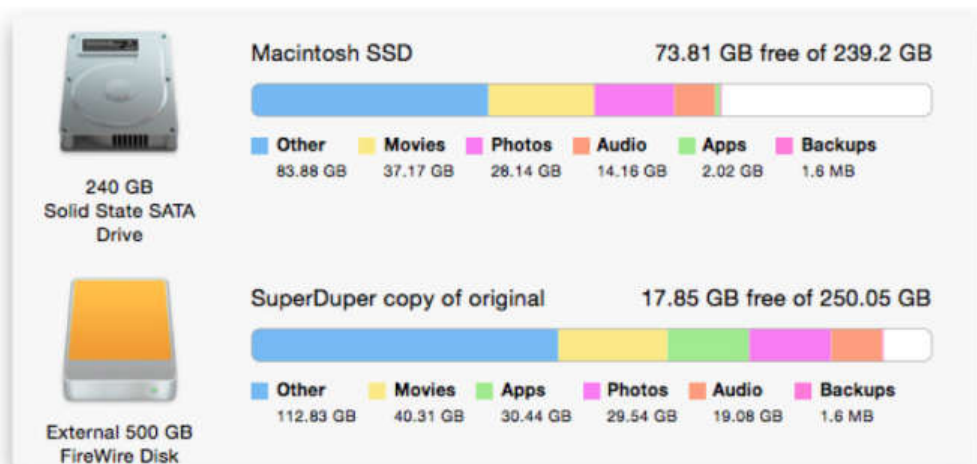 Macintosh SSD 73.81 GB free of 239.2 GB
Other Movies Photos Audio Apps Backups
83.88 GB 37.17 GB 28.14 GB 14.16 GB 2.02 GB 1.6 MB
240 GB
Solid State SATA
Drive
SuperDuper copy of original 17.85 GB free of 250.05 GB
Other Movies Apps Photos Audio Backups
112.83 GB 40.31 GB 30.44 GB 29.54 GB 19.08 GB 1.6 MB
External 500 GB
FireWire Disk